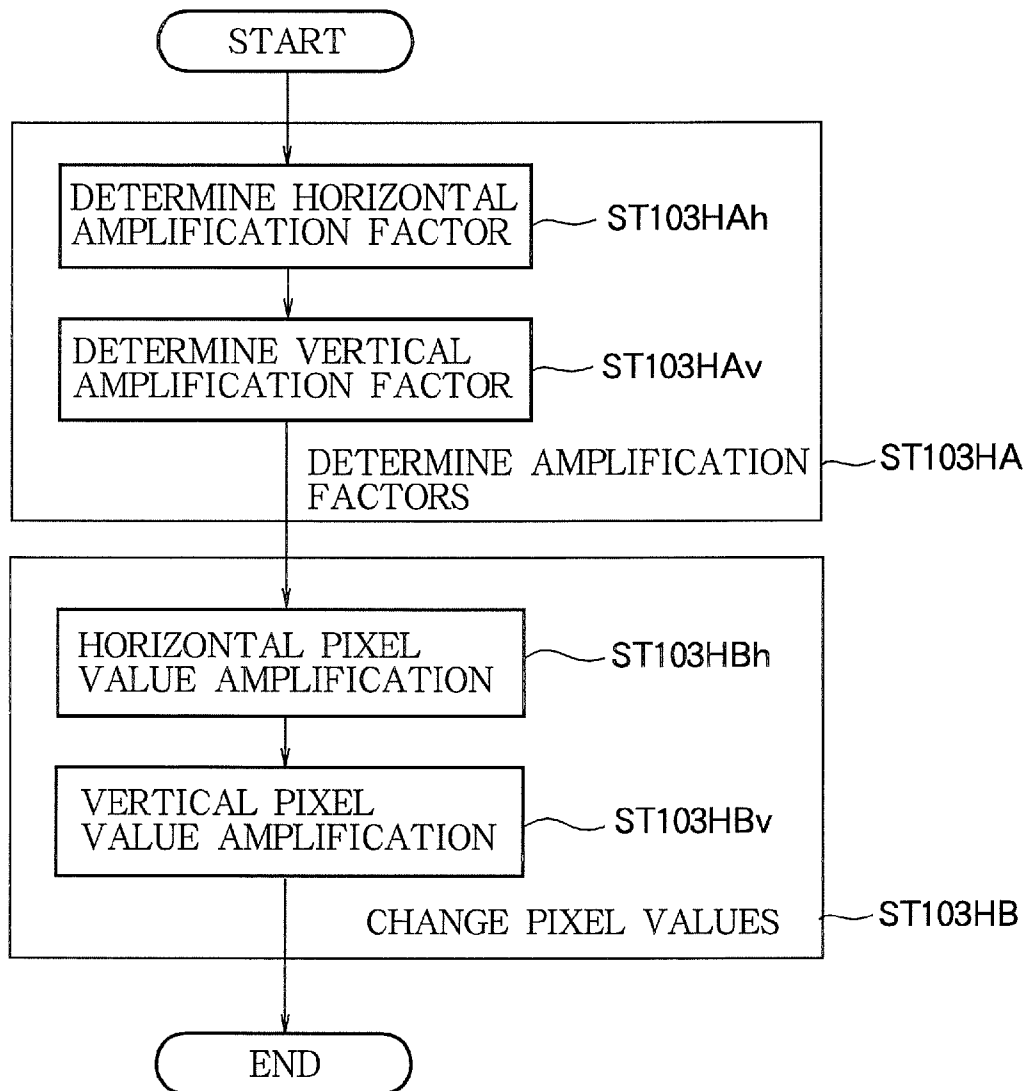 START
DETERMINE HORIZONTAL
AMPLIFICATION FACTOR
ST103HAh
DETERMINE VERTICAL
AMPLIFICATION FACTOR
ST103HAv
DETERMINE AMPLIFICATION
FACTORS
ST103HA
HORIZONTAL PIXEL
VALUE AMPLIFICATION
ST103HBh
VERTICAL PIXEL
VALUE AMPLIFICATION
ST103HBv
CHANGE PIXEL VALUES
ST103HB
END